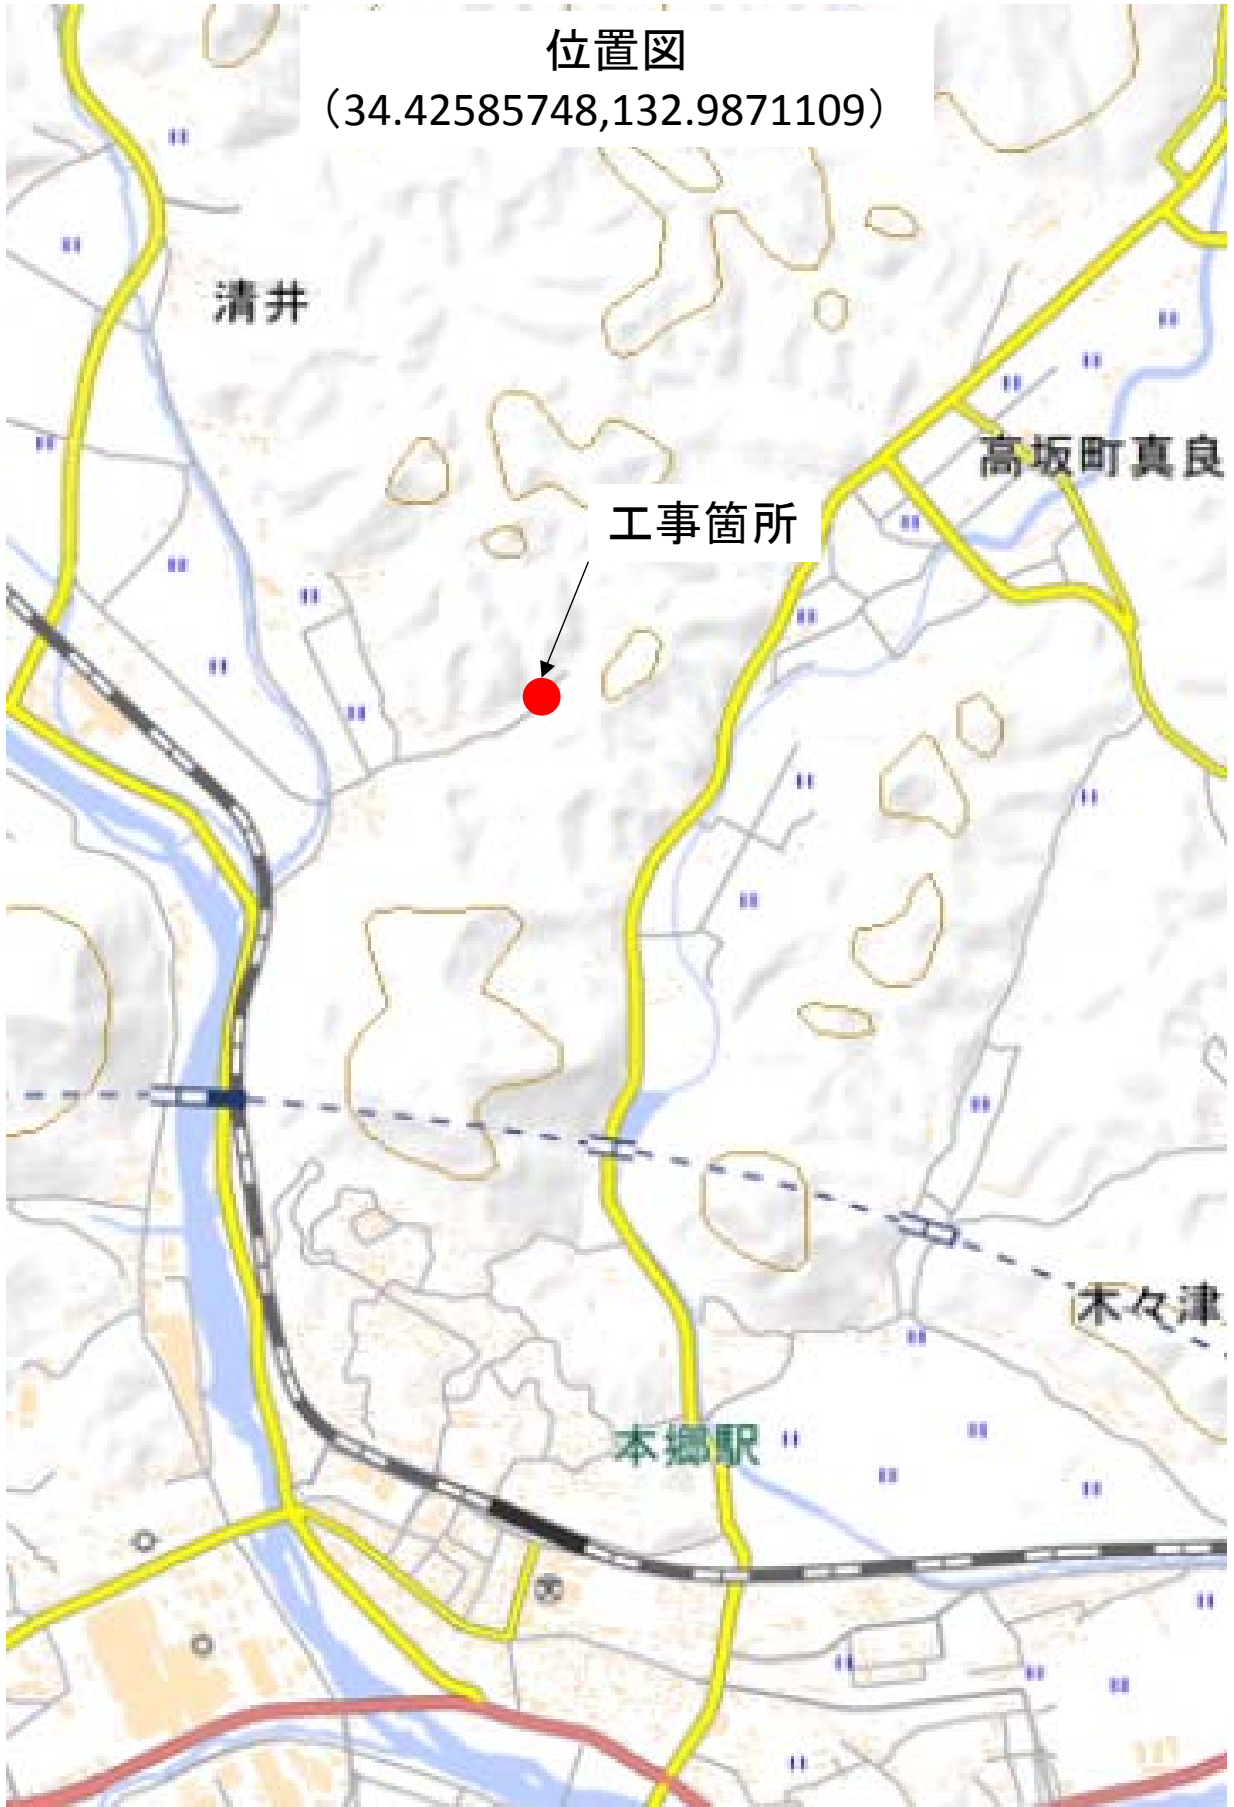 位置図
（34.42585748,132.9871109）
清井
高坂町真良
工事箇所
木々津
本郷駅